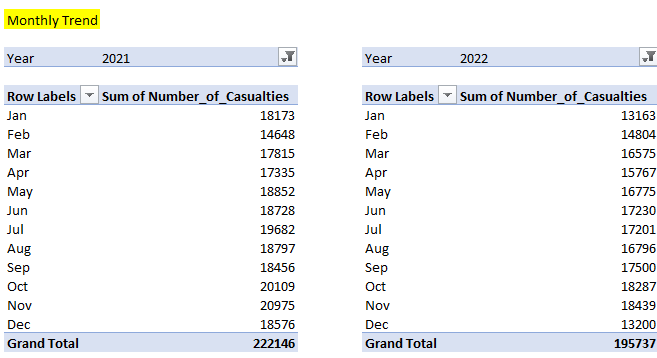 Monthly Trend
Year 2021 Year 2022
Row Labels Sum of Number_of_Casualties Row Labels Sum of Number_of_Casualties
Jan 18173 Jan 13163
Feb 14648 Feb 14804
Mar 17815 Mar 16575
Apr 17335 Apr 15767
May 18852 May 16775
Jun 18728 Jun 17230
Jul 19682 Jul 17201
Aug 18797 Aug 16796
Sep 18456 Sep 17500
Oct 20109 Oct 18287
Nov 20975 Nov 18439
Dec 18576 Dec 13200
Grand Total 222146 Grand Total 195737